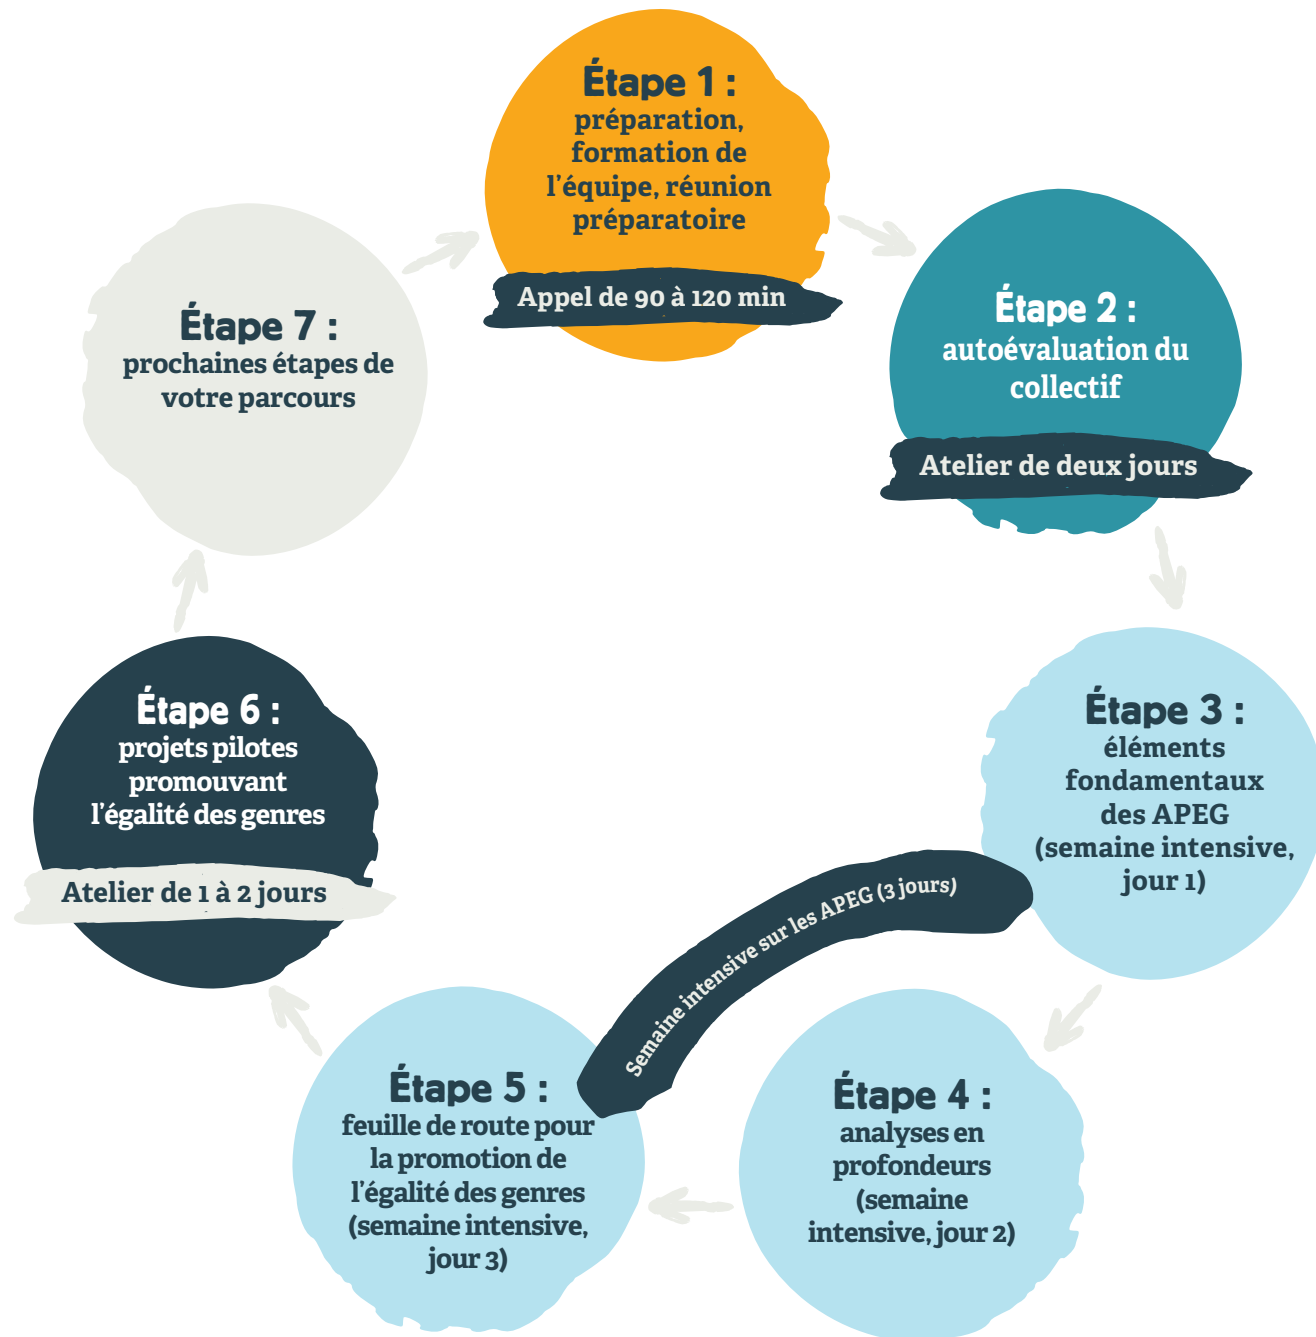 Étape 1 :
préparation,
formation de
l’équipe, réunion
préparatoire
Appel de 90 à 120 min
Étape 2 :
autoévaluation du
collectif
Atelier de deux jours
Étape 3 :
éléments
fondamentaux
des APEG
(semaine intensive,
jour 1)
Semaine intensive sur les APEG (3 jours)
Étape 4 :
analyses en
profondeurs
(semaine
intensive, jour 2)
Étape 5 :
feuille de route pour
la promotion de
l’égalité des genres
(semaine intensive,
jour 3)
Étape 6 :
projets pilotes
promouvant
l’égalité des genres
Atelier de 1 à 2 jours
Étape 7 :
prochaines étapes de
votre parcours